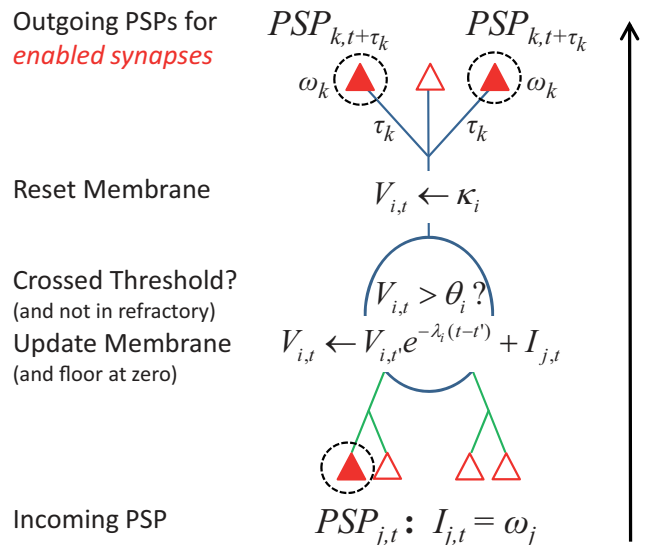 Outgoing PSPs for PSP_{k,t+τ_k} PSP_{k,t+τ_k}
enabled synapses
ω_k ω_k
τ_k τ_k
Reset Membrane V_{i,t} ← κ_i
Crossed Threshold? V_{i,t} > θ_i ?
(and not in refractory)
Update Membrane V_{i,t} ← V_{i,t'} e^{−λ_i(t−t')} + I_{j,t}
(and floor at zero)
Incoming PSP PSP_{j,t} : I_{j,t} = ω_j